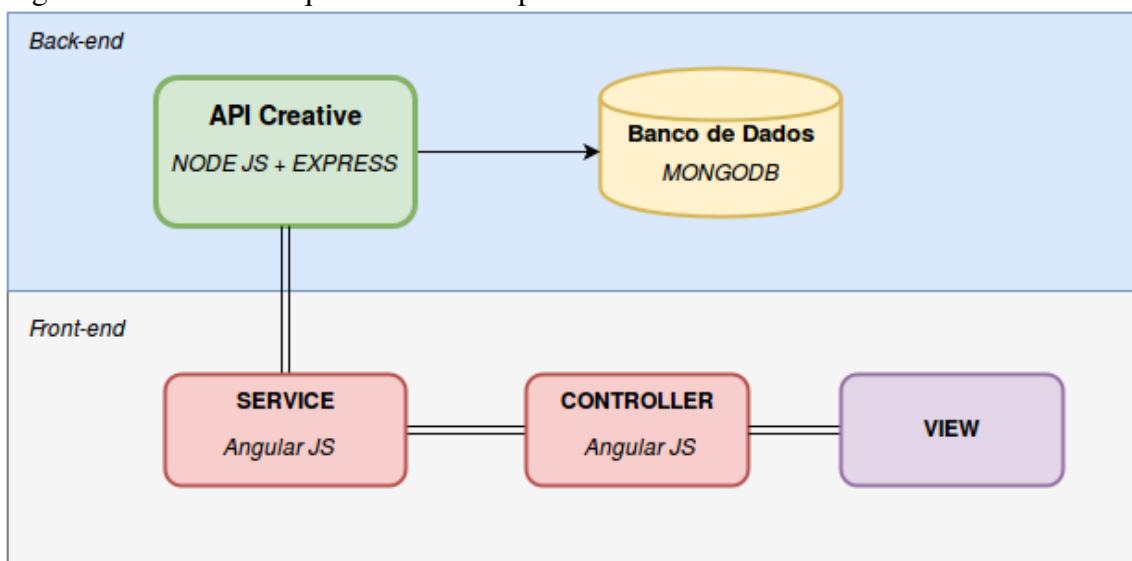 Back-end
API Creative
NODE JS + EXPRESS
Banco de Dados
MONGODB
Front-end
SERVICE
Angular JS
CONTROLLER
Angular JS
VIEW